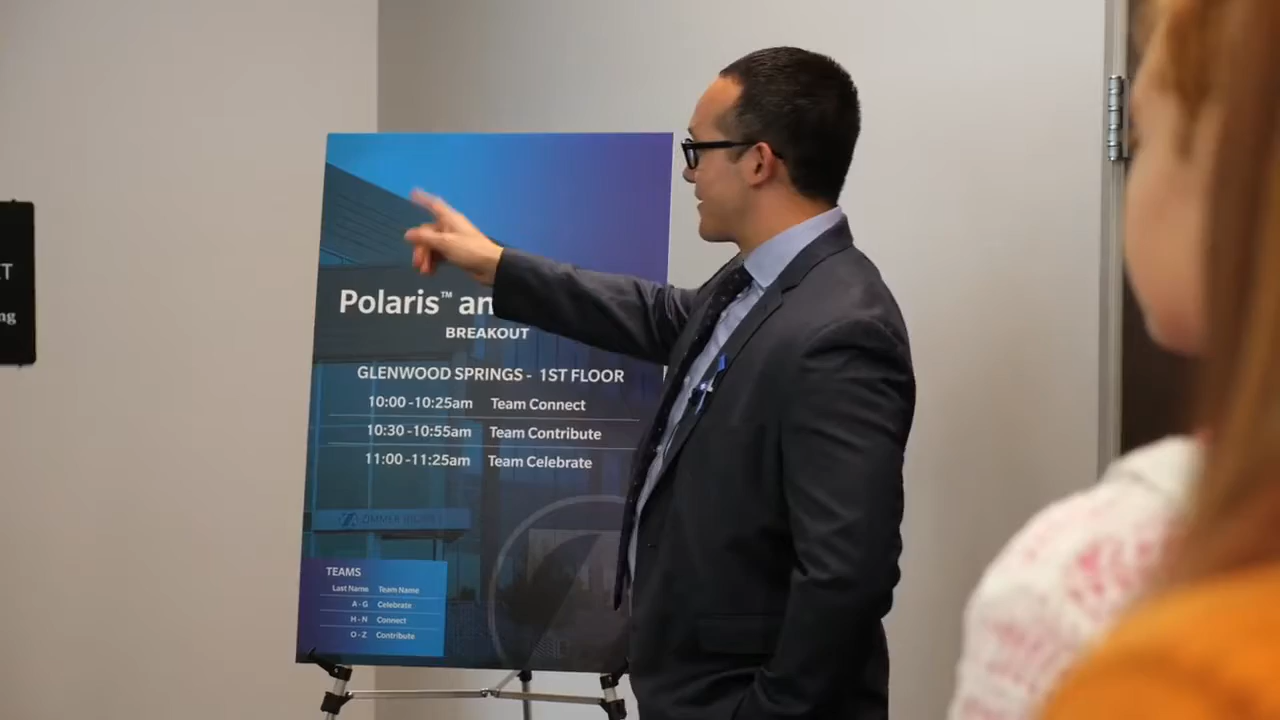 Polaris™ an
BREAKOUT
GLENWOOD SPRINGS - 1ST FLOOR
10:00-10:25am Team Connect
10:30-10:55am Team Contribute
11:00-11:25am Team Celebrate
TEAMS
Last Name Team Name
A - G Celebrate
H - N Connect
O - Z Contribute